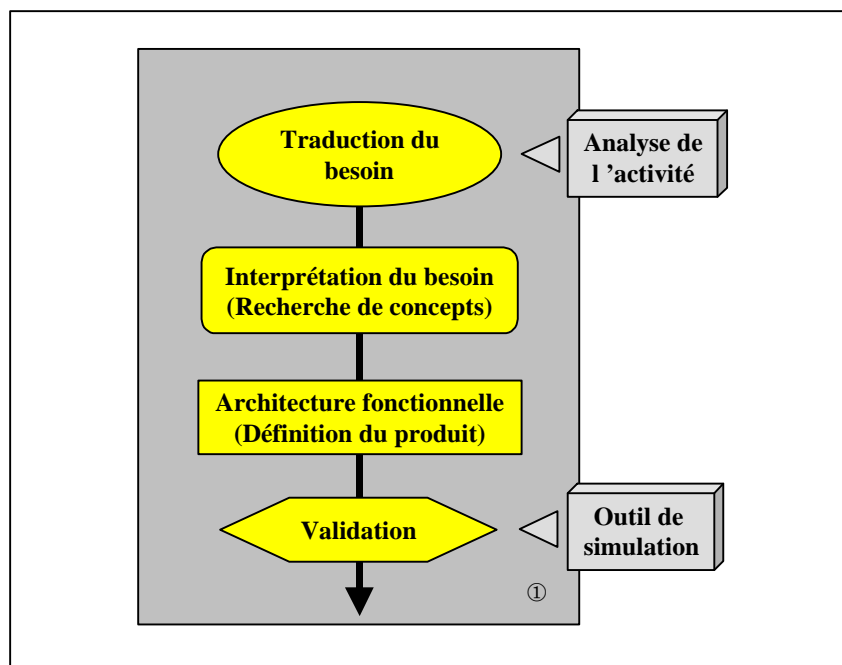 Traduction du
besoin
Analyse de
l ’activité
Interprétation du besoin
(Recherche de concepts)
Architecture fonctionnelle
(Définition du produit)
Validation
Outil de
simulation
①